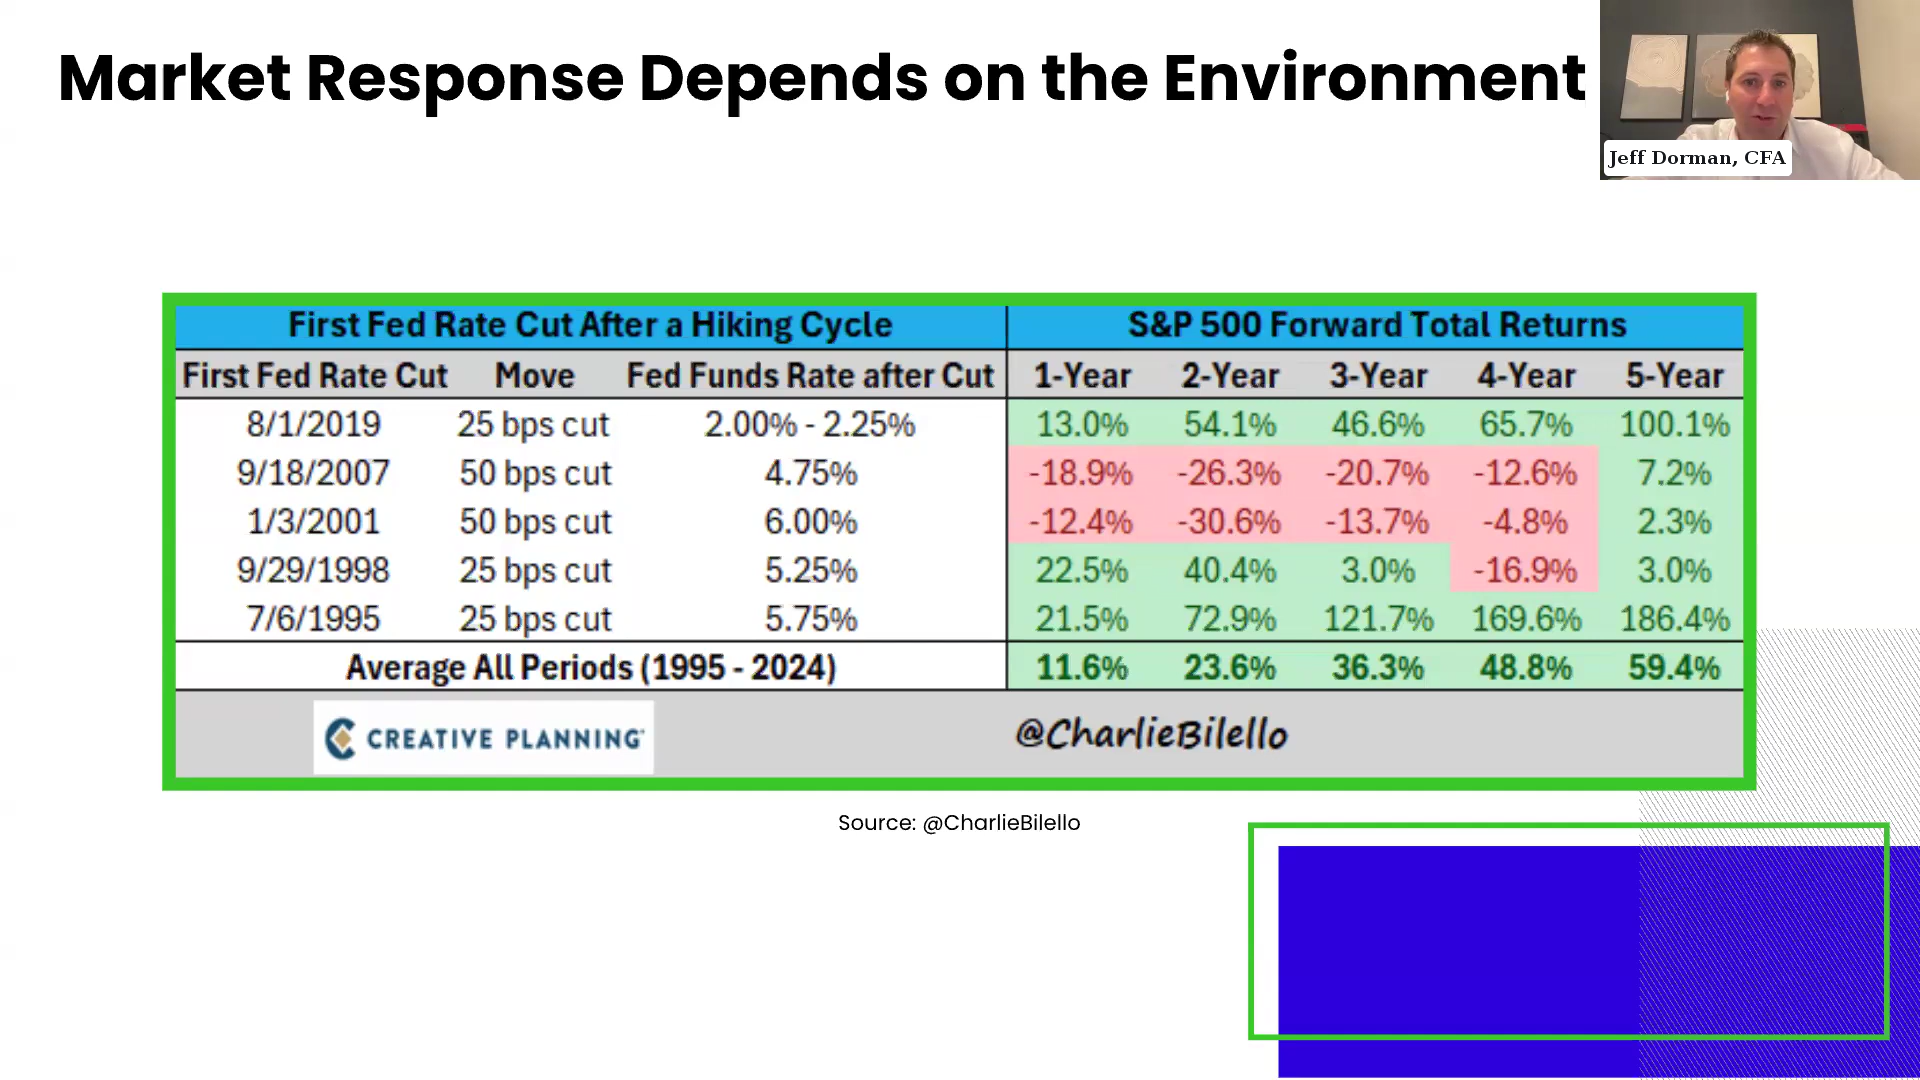 Market Response Depends on the Environment
Jeff Dorman, CFA
First Fed Rate Cut After a Hiking Cycle S&P 500 Forward Total Returns
First Fed Rate Cut Move Fed Funds Rate after Cut 1-Year 2-Year 3-Year 4-Year 5-Year
8/1/2019 25 bps cut 2.00% - 2.25% 13.0% 54.1% 46.6% 65.7% 100.1%
9/18/2007 50 bps cut 4.75% -18.9% -26.3% -20.7% -12.6% 7.2%
1/3/2001 50 bps cut 6.00% -12.4% -30.6% -13.7% -4.8% 2.3%
9/29/1998 25 bps cut 5.25% 22.5% 40.4% 3.0% -16.9% 3.0%
7/6/1995 25 bps cut 5.75% 21.5% 72.9% 121.7% 169.6% 186.4%
Average All Periods (1995 - 2024) 11.6% 23.6% 36.3% 48.8% 59.4%
CREATIVE PLANNING @CharlieBilello
Source: @CharlieBilello